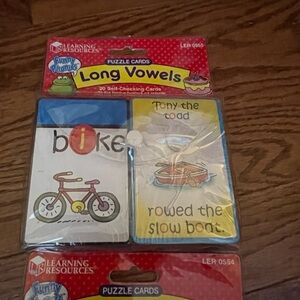 LEARNING
RESOURCES
LER 0555
PUZZLE CARDS
Long Vowels
20 Self-Checking Cards
bike
Tony the
toad
rowed the
slow boat.
LEARNING
RESOURCES
LER 0554
PUZZLE CARDS